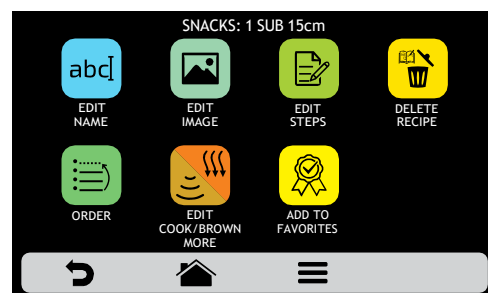 SNACKS: 1 SUB 15cm
abc
EDIT
NAME
EDIT
IMAGE
EDIT
STEPS
DELETE
RECIPE
ORDER
EDIT
COOK/BROWN
MORE
ADD TO
FAVORITES